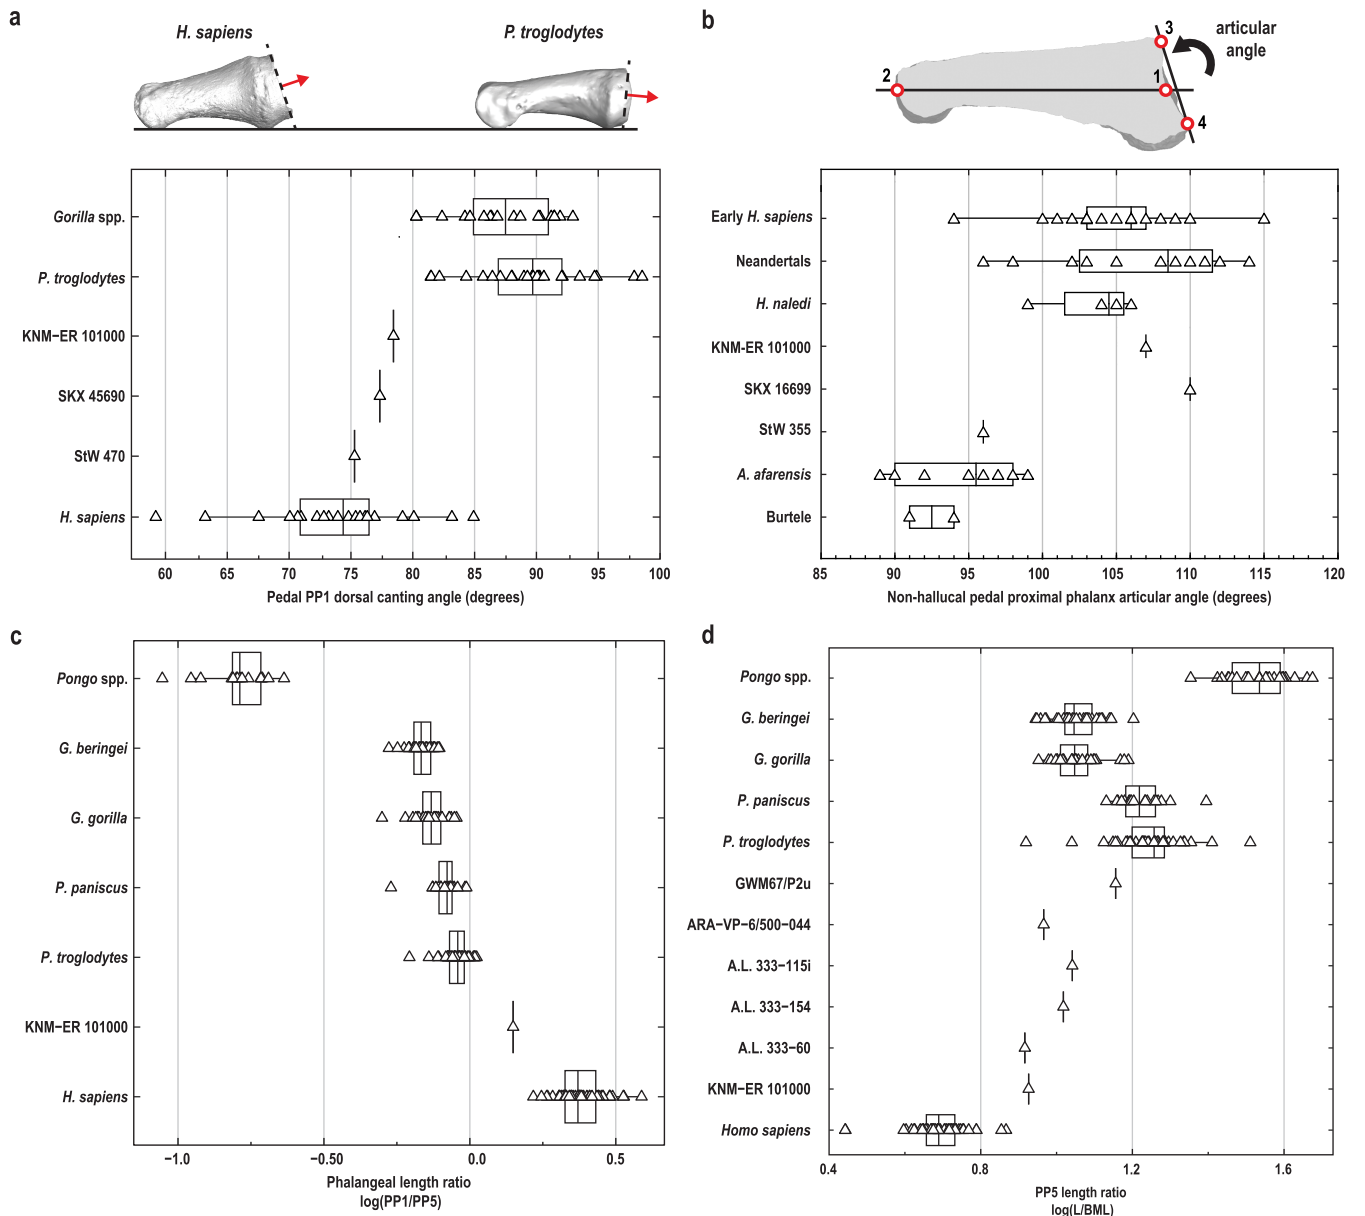 a
H. sapiens
P. troglodytes
Gorilla spp.
P. troglodytes
KNM−ER 101000
SKX 45690
StW 470
H. sapiens
60 65 70 75 80 85 90 95 100
Pedal PP1 dorsal canting angle (degrees)
b
3
articular
angle
2
1
4
Early H. sapiens
Neandertals
H. naledi
KNM-ER 101000
SKX 16699
StW 355
A. afarensis
Burtele
85 90 95 100 105 110 115 120
Non-hallucal pedal proximal phalanx articular angle (degrees)
c
Pongo spp.
G. beringei
G. gorilla
P. paniscus
P. troglodytes
KNM−ER 101000
H. sapiens
−1.0 −0.50 0.0 0.5
Phalangeal length ratio
log(PP1/PP5)
d
Pongo spp.
G. beringei
G. gorilla
P. paniscus
P. troglodytes
GWM67/P2u
ARA−VP−6/500−044
A.L. 333−115i
A.L. 333−154
A.L. 333−60
KNM−ER 101000
Homo sapiens
0.4 0.8 1.2 1.6
PP5 length ratio
log(L/BML)